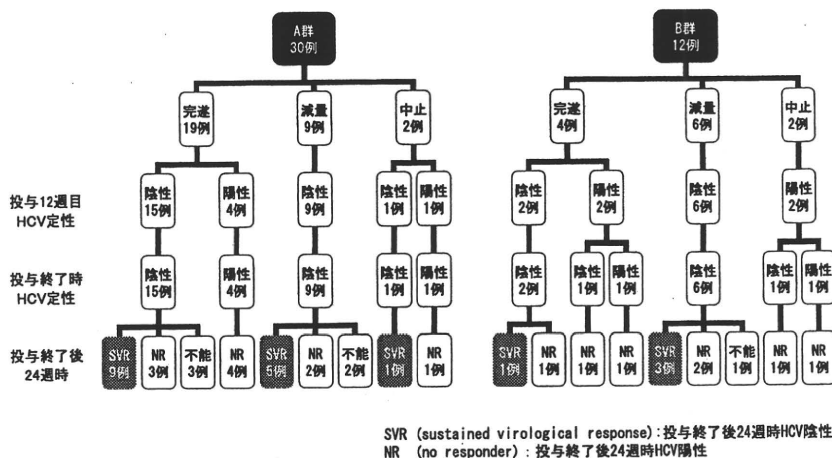 A群
30例
B群
12例
完遂
19例
減量
9例
中止
2例
完遂
4例
減量
6例
中止
2例
投与12週目
HCV定性
陰性
15例
陽性
4例
陰性
9例
陰性
1例
陽性
1例
陰性
2例
陽性
2例
陰性
6例
陽性
2例
投与終了時
HCV定性
陰性
15例
陽性
4例
陰性
9例
陰性
1例
陽性
1例
陰性
2例
陰性
1例
陽性
1例
陰性
6例
陰性
1例
陽性
1例
投与終了後
24週時
SVR
9例
NR
3例
不能
3例
NR
4例
SVR
5例
NR
2例
不能
2例
SVR
1例
NR
1例
SVR
1例
NR
1例
NR
1例
NR
1例
SVR
3例
NR
2例
不能
1例
NR
1例
NR
1例
SVR (sustained virological response):投与終了後24週時HCV陰性
NR (no responder) : 投与終了後24週時HCV陽性